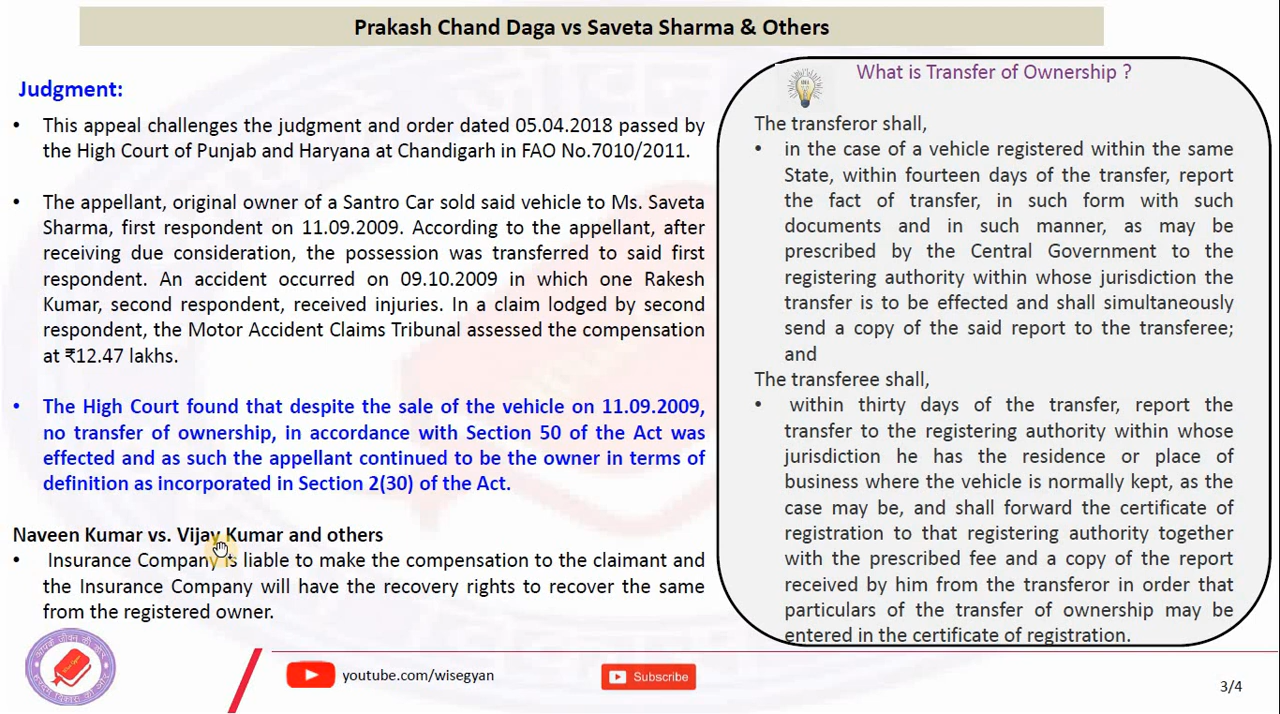 Prakash Chand Daga vs Saveta Sharma & Others
Judgment:
• This appeal challenges the judgment and order dated 05.04.2018 passed by
the High Court of Punjab and Haryana at Chandigarh in FAO No.7010/2011.
• The appellant, original owner of a Santro Car sold said vehicle to Ms. Saveta
Sharma, first respondent on 11.09.2009. According to the appellant, after
receiving due consideration, the possession was transferred to said first
respondent. An accident occurred on 09.10.2009 in which one Rakesh
Kumar, second respondent, received injuries. In a claim lodged by second
respondent, the Motor Accident Claims Tribunal assessed the compensation
at ₹12.47 lakhs.
• The High Court found that despite the sale of the vehicle on 11.09.2009,
no transfer of ownership, in accordance with Section 50 of the Act was
effected and as such the appellant continued to be the owner in terms of
definition as incorporated in Section 2(30) of the Act.
Naveen Kumar vs. Vijay Kumar and others
• Insurance Company is liable to make the compensation to the claimant and
the Insurance Company will have the recovery rights to recover the same
from the registered owner.
What is Transfer of Ownership ?
The transferor shall,
• in the case of a vehicle registered within the same
State, within fourteen days of the transfer, report
the fact of transfer, in such form with such
documents and in such manner, as may be
prescribed by the Central Government to the
registering authority within whose jurisdiction the
transfer is to be effected and shall simultaneously
send a copy of the said report to the transferee;
and
The transferee shall,
• within thirty days of the transfer, report the
transfer to the registering authority within whose
jurisdiction he has the residence or place of
business where the vehicle is normally kept, as the
case may be, and shall forward the certificate of
registration to that registering authority together
with the prescribed fee and a copy of the report
received by him from the transferor in order that
particulars of the transfer of ownership may be
entered in the certificate of registration.
youtube.com/wisegyan
Subscribe
3/4